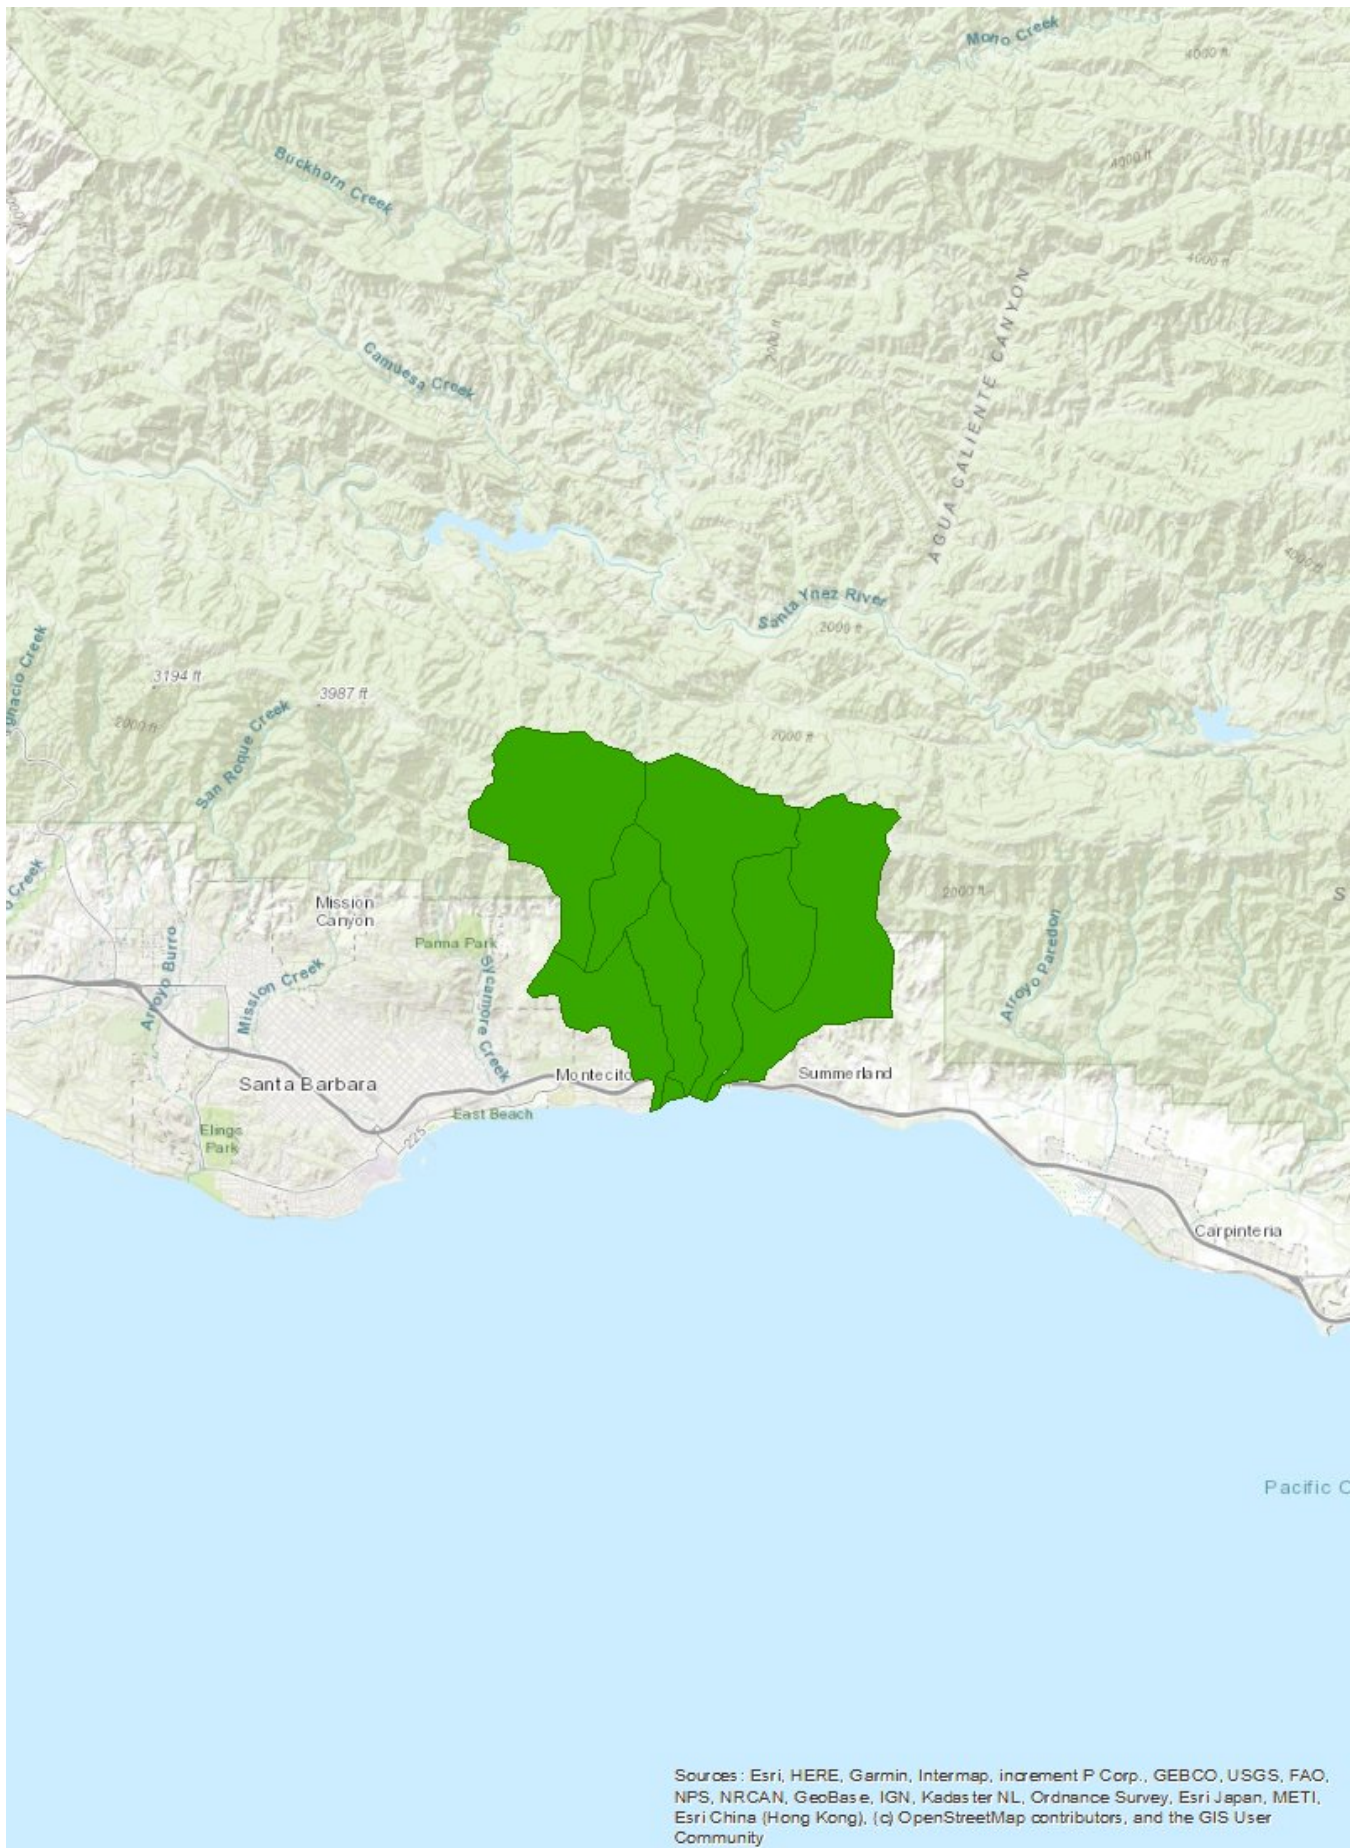 Mono Creek
4000 ft
Buckhorn Creek
4000 ft
4000 ft
AGUA CALIENTE CANYON
2000 ft
Camuesa Creek
4000 ft
Santa Ynez River
2000 ft
Ignacio Creek
3194 ft
3987 ft
2000 ft
San Roque Creek
2000 ft
2000 ft
S
Creek
Mission
Canyon
Parma Park
Arroyo Burro
Mission Creek
Sycamore Creek
Arroyo Paredon
Santa Barbara
Montecito
Summerland
East Beach
Elings
Park
225
Carpinteria
Pacific O
Sources: Esri, HERE, Garmin, Intermap, increment P Corp., GEBCO, USGS, FAO,
NPS, NRCAN, GeoBase, IGN, Kadaster NL, Ordnance Survey, Esri Japan, METI,
Esri China (Hong Kong), (c) OpenStreetMap contributors, and the GIS User
Community